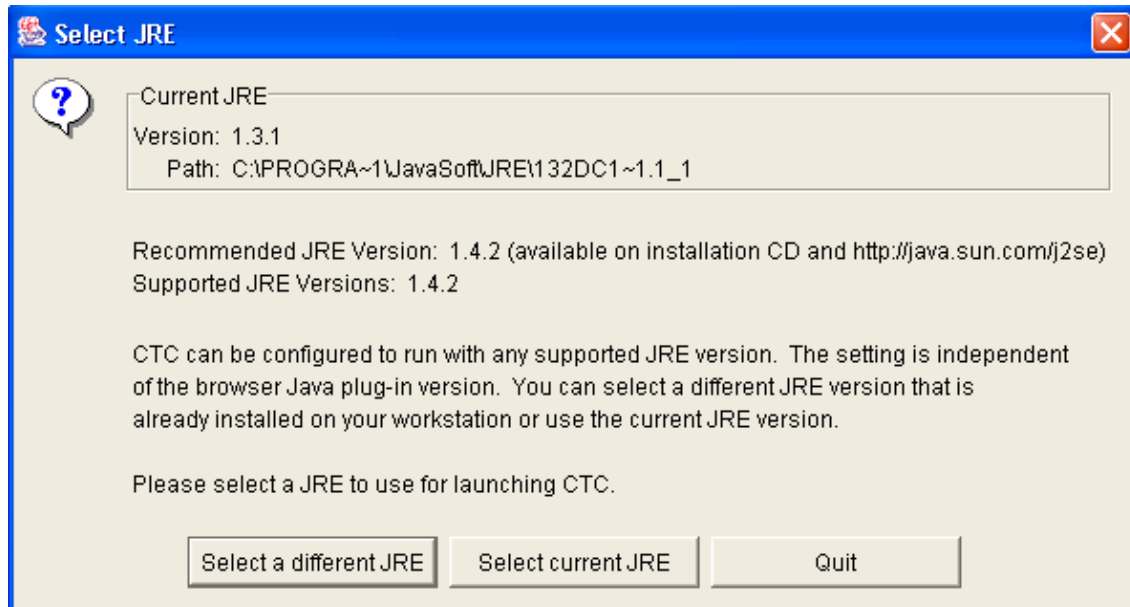 Select JRE
?
Current JRE
Version: 1.3.1
Path: C:\PROGRA~1\JavaSoft\JRE\132DC1~1.1_1
Recommended JRE Version: 1.4.2 (available on installation CD and http://java.sun.com/j2se)
Supported JRE Versions: 1.4.2
CTC can be configured to run with any supported JRE version. The setting is independent
of the browser Java plug-in version. You can select a different JRE version that is
already installed on your workstation or use the current JRE version.
Please select a JRE to use for launching CTC.
Select a different JRE Select current JRE Quit